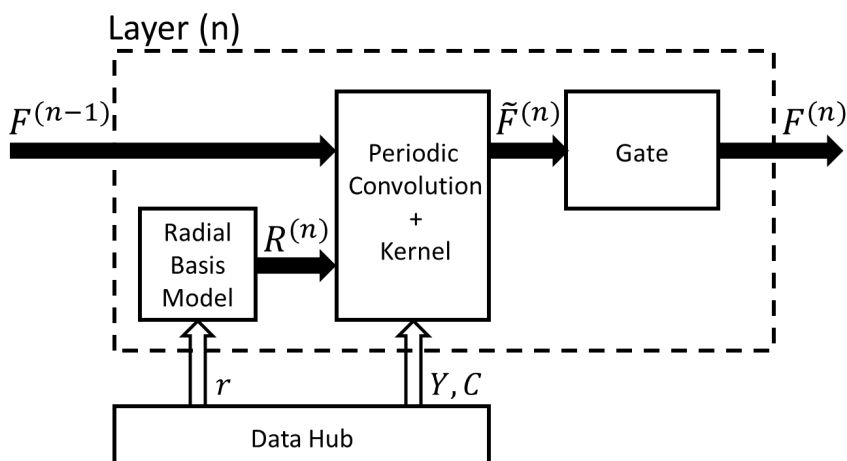 Layer (n)
F^(n-1)
F̃^(n)
F^(n)
Periodic
Convolution
+
Kernel
Gate
Radial
Basis
Model
R^(n)
r
Y, C
Data Hub